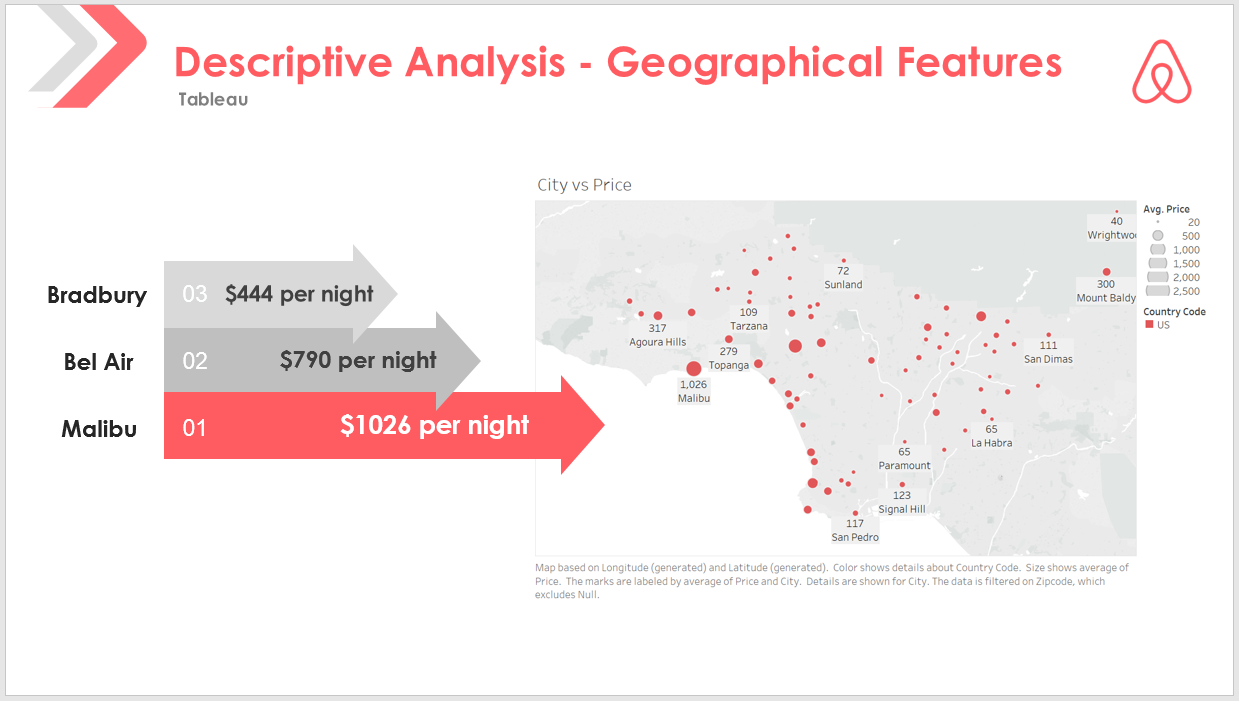 Descriptive Analysis - Geographical Features
Tableau
Bradbury
03 $444 per night
Bel Air
02 $790 per night
Malibu
01 $1026 per night
City vs Price
40
Wrightwo
300
Mount Baldy
72
Sunland
109
Tarzana
317
Agoura Hills
279
Topanga
1,026
Malibu
111
San Dimas
65
La Habra
65
Paramount
123
Signal Hill
117
San Pedro
Avg. Price
20
500
1,000
1,500
2,000
2,500
Country Code
US
Map based on Longitude (generated) and Latitude (generated). Color shows details about Country Code. Size shows average of
Price. The marks are labeled by average of Price and City. Details are shown for City. The data is filtered on Zipcode, which
excludes Null.